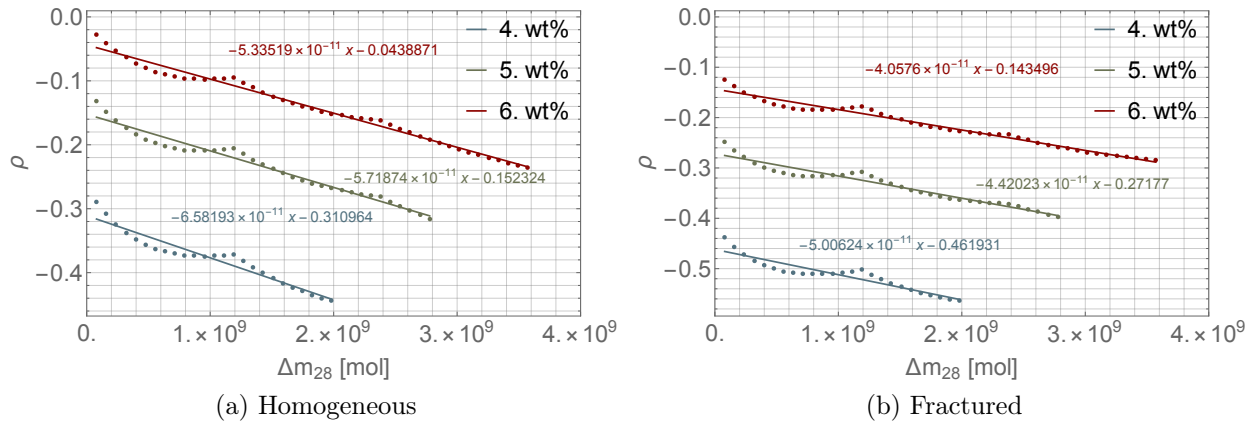 0.0
−0.1
−0.2
−0.3
−0.4
ρ
0.
1.×10⁹
2.×10⁹
3.×10⁹
4.×10⁹
Δm₂₈ [mol]
−5.33519×10⁻¹¹ x − 0.0438871
−5.71874×10⁻¹¹ x − 0.152324
−6.58193×10⁻¹¹ x − 0.310964
4. wt%
5. wt%
6. wt%
(a) Homogeneous
0.0
−0.1
−0.2
−0.3
−0.4
−0.5
ρ
0.
1.×10⁹
2.×10⁹
3.×10⁹
4.×10⁹
Δm₂₈ [mol]
−4.0576×10⁻¹¹ x − 0.143496
−4.42023×10⁻¹¹ x − 0.27177
−5.00624×10⁻¹¹ x − 0.461931
4. wt%
5. wt%
6. wt%
(b) Fractured